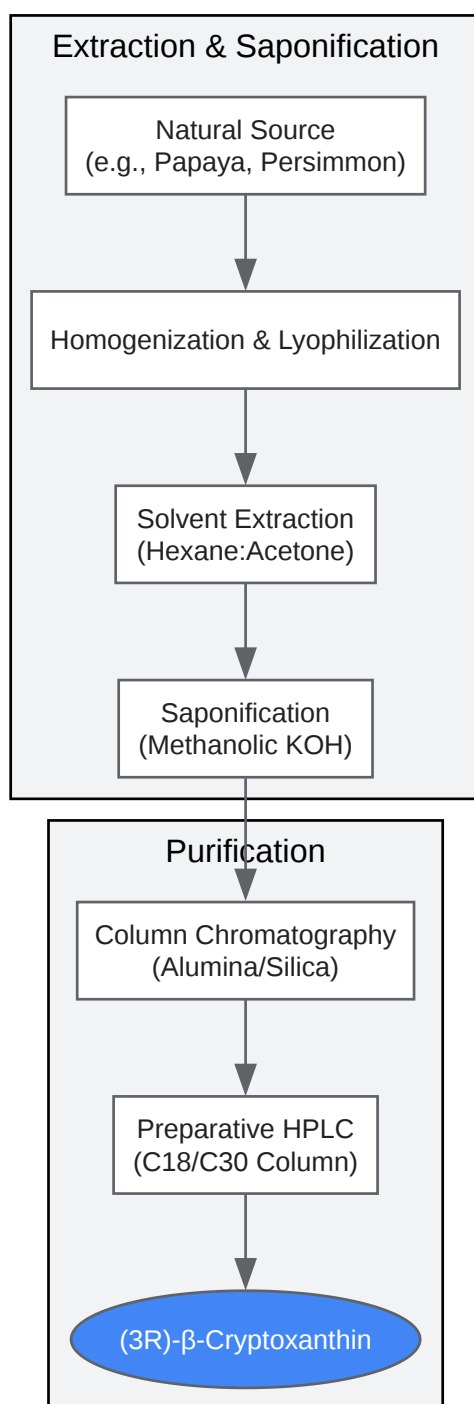 Extraction & Saponification
Natural Source
(e.g., Papaya, Persimmon)
Homogenization & Lyophilization
Solvent Extraction
(Hexane:Acetone)
Saponification
(Methanolic KOH)
Purification
Column Chromatography
(Alumina/Silica)
Preparative HPLC
(C18/C30 Column)
(3R)-β-Cryptoxanthin